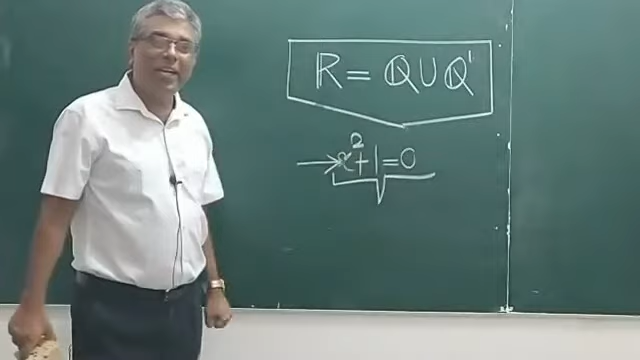 ℝ = ℚ ∪ ℚ'
→ x² + 1 = 0